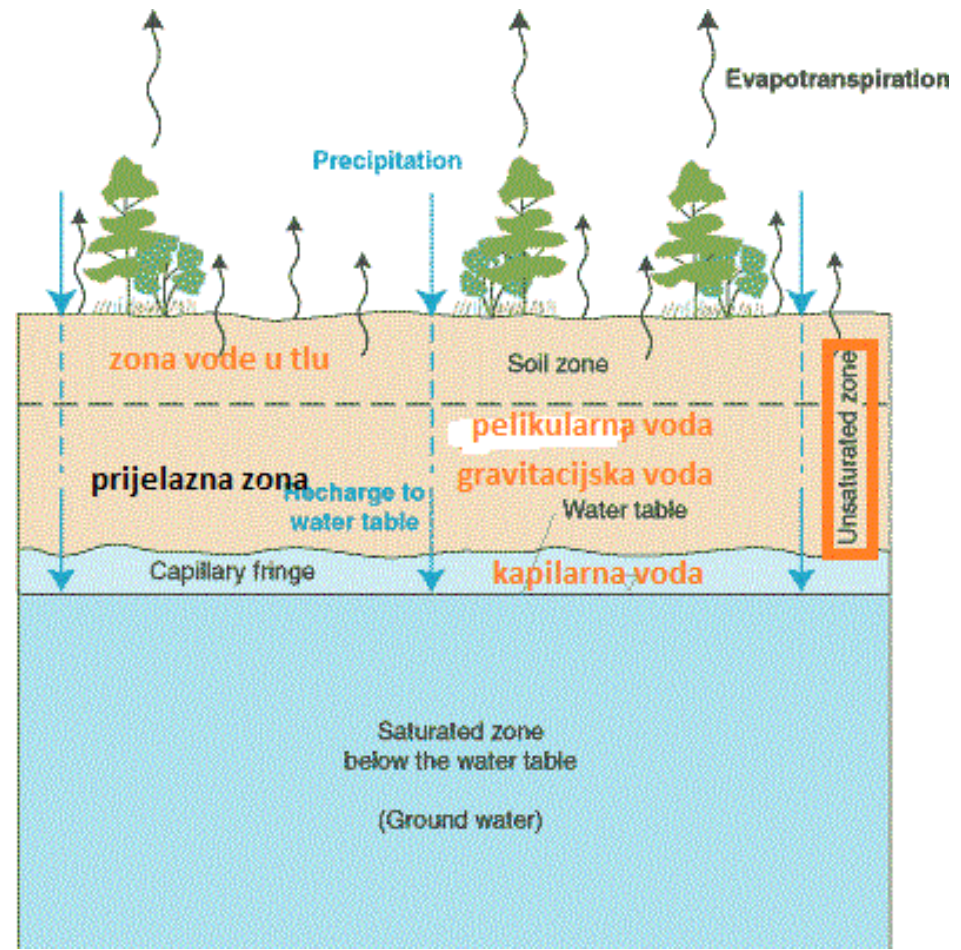 Evapotranspiration
Precipitation
zona vode u tlu
Soil zone
pelikularna voda
prijelazna zona
gravitacijska voda
Recharge to
water table
Water table
Unsaturated zone
Capillary fringe
kapilarna voda
Saturated zone
below the water table
(Ground water)